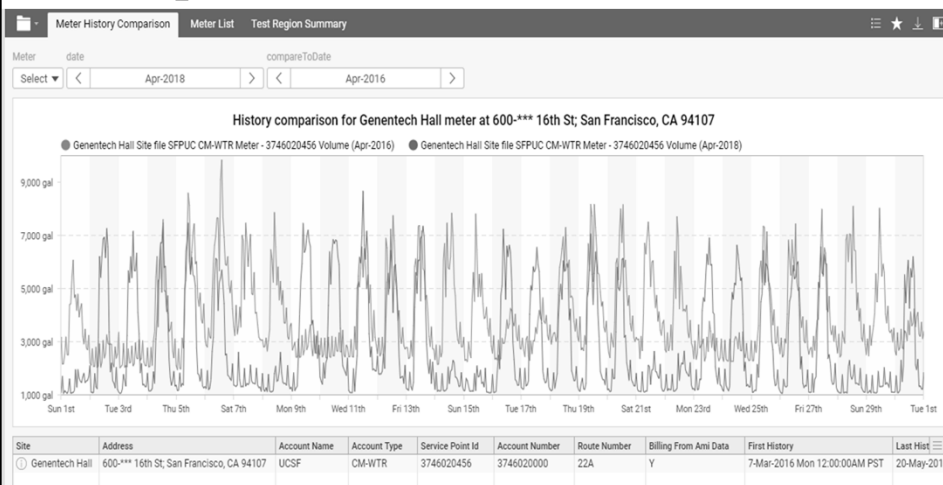 Meter History Comparison Meter List Test Region Summary
Meter date compareToDate
Select Apr-2018 Apr-2016
History comparison for Genentech Hall meter at 600-*** 16th St; San Francisco, CA 94107
Genentech Hall Site file SFPUC CM-WTR Meter - 3746020456 Volume (Apr-2016) Genentech Hall Site file SFPUC CM-WTR Meter - 3746020456 Volume (Apr-2018)
9,000 gal
7,000 gal
5,000 gal
3,000 gal
1,000 gal
Sun 1st Tue 3rd Thu 5th Sat 7th Mon 9th Wed 11th Fri 13th Sun 15th Tue 17th Thu 19th Sat 21st Mon 23rd Wed 25th Fri 27th Sun 29th Tue 1st
Site Address Account Name Account Type Service Point Id Account Number Route Number Billing From Ami Data First History Last Hist
Genentech Hall 600-*** 16th St; San Francisco, CA 94107 UCSF CM-WTR 3746020456 3746020000 22A Y 7-Mar-2016 Mon 12:00:00AM PST 20-May-201